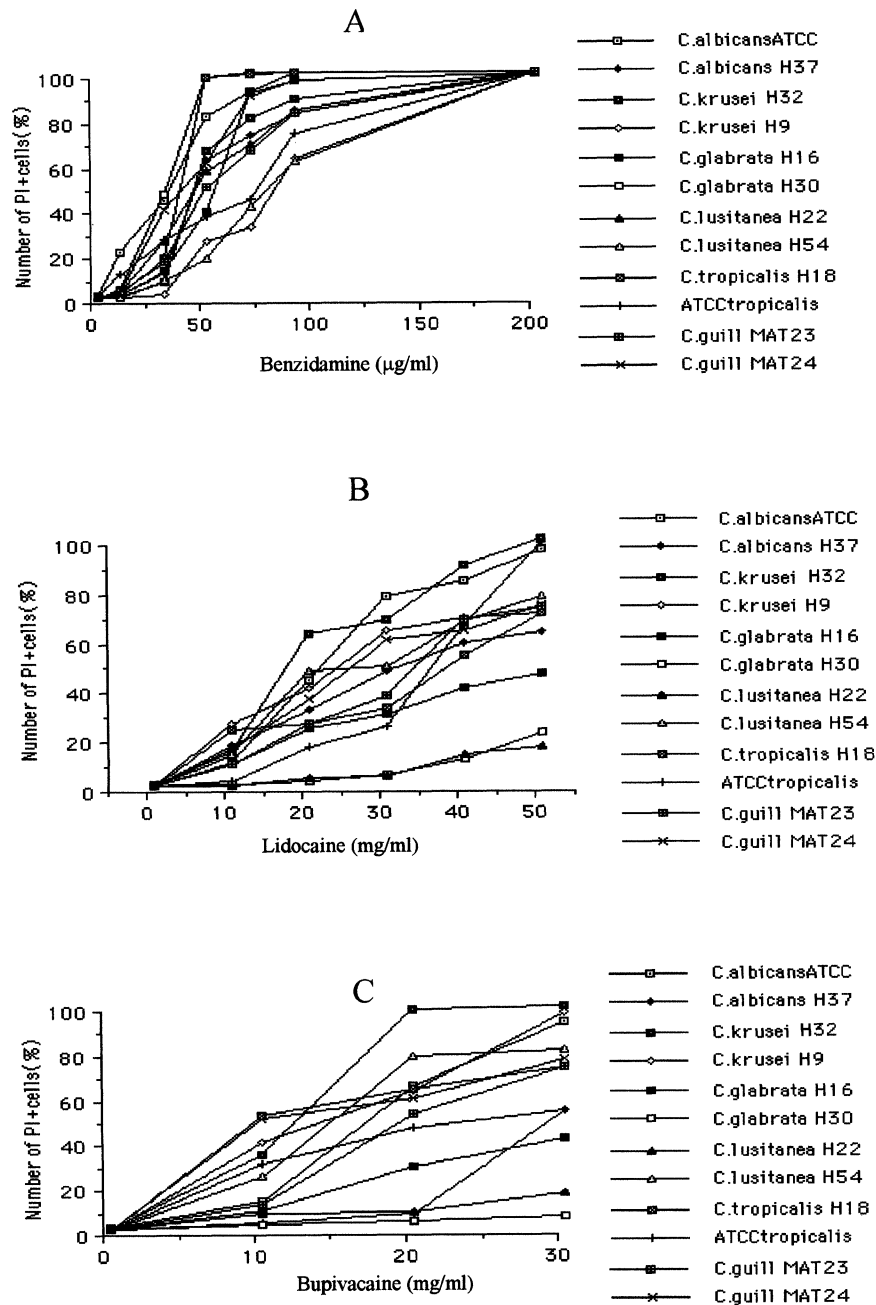 A
Number of PI+cells(%)
100
80
60
40
20
0
0 50 100 150 200
Benzidamine (µg/ml)
C.albicansATCC
C.albicans H37
C.krusei H32
C.krusei H9
C.glabrata H16
C.glabrata H30
C.lusitanea H22
C.lusitanea H54
C.tropicalis H18
ATCCtropicalis
C.guill MAT23
C.guill MAT24
B
Number of PI+cells(%)
100
80
60
40
20
0
0 10 20 30 40 50
Lidocaine (mg/ml)
C.albicansATCC
C.albicans H37
C.krusei H32
C.krusei H9
C.glabrata H16
C.glabrata H30
C.lusitanea H22
C.lusitanea H54
C.tropicalis H18
ATCCtropicalis
C.guill MAT23
C.guill MAT24
C
Number of PI+cells(%)
100
80
60
40
20
0
0 10 20 30
Bupivacaine (mg/ml)
C.albicansATCC
C.albicans H37
C.krusei H32
C.krusei H9
C.glabrata H16
C.glabrata H30
C.lusitanea H22
C.lusitanea H54
C.tropicalis H18
ATCCtropicalis
C.guill MAT23
C.guill MAT24